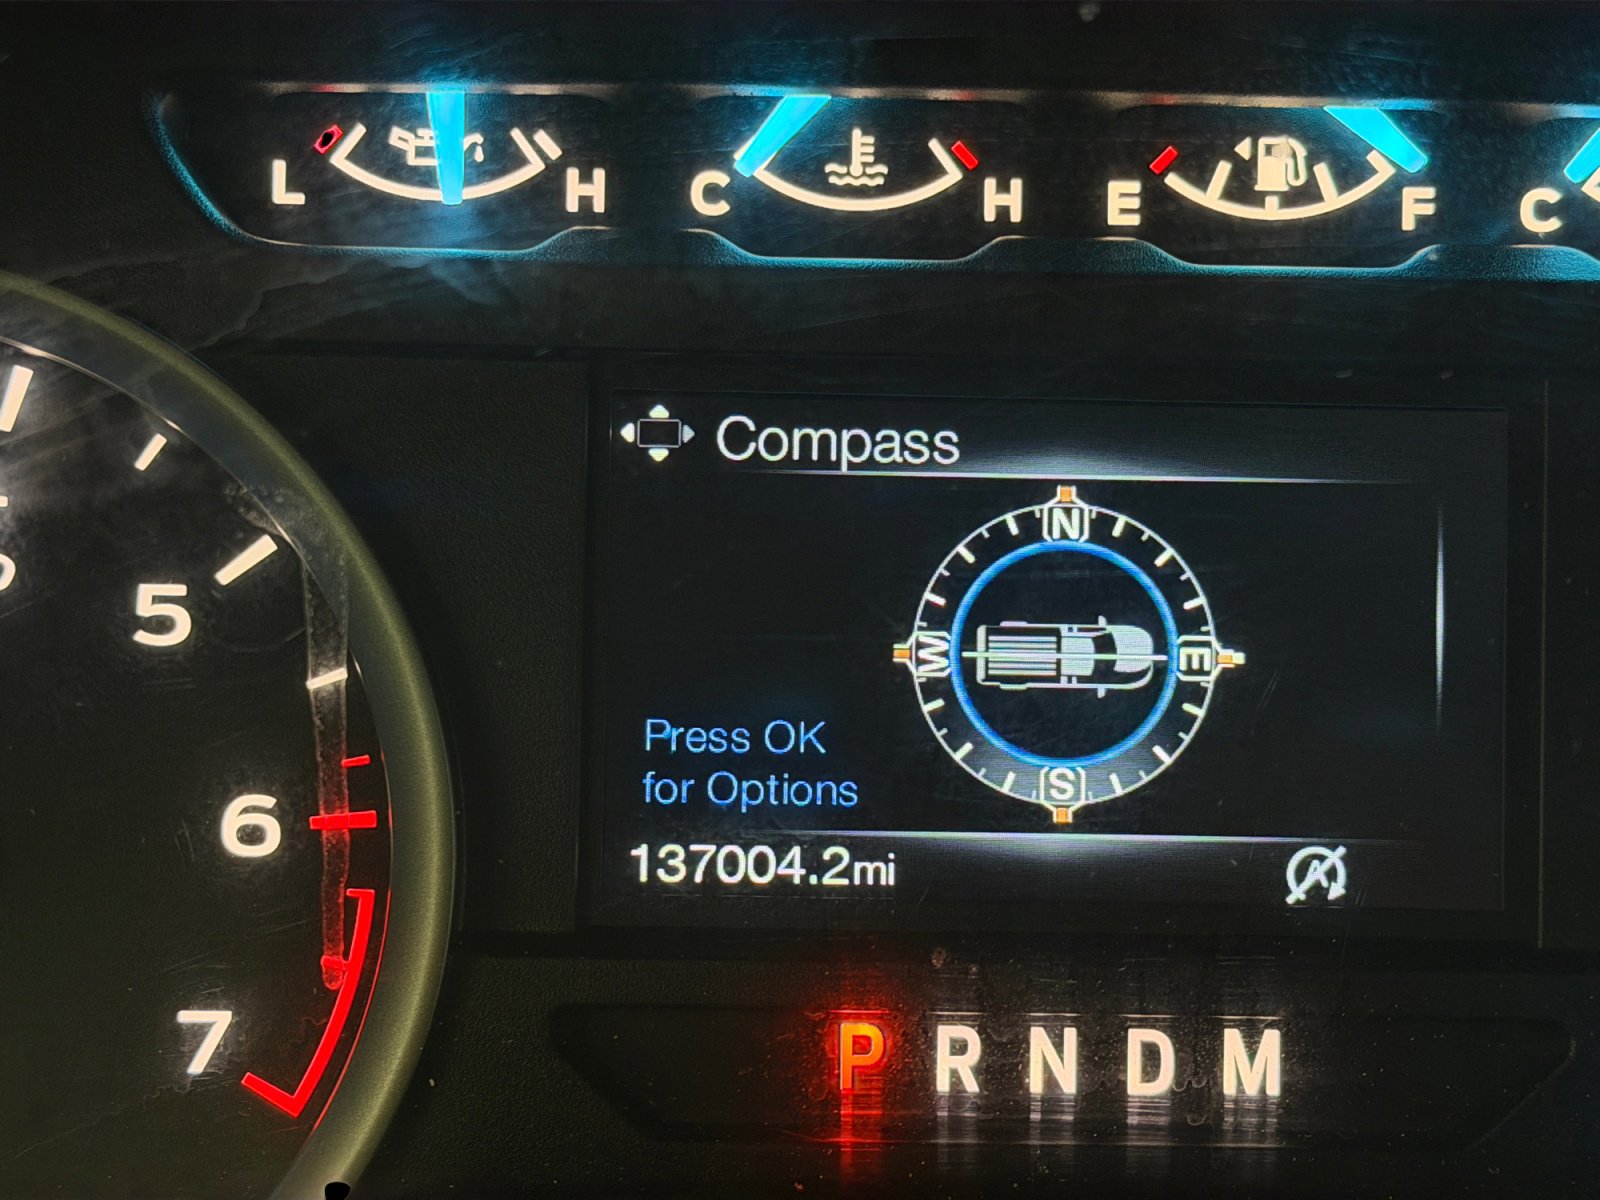 L H C H E F C
Compass
N
W E
S
5
6
7
Press OK
for Options
137004.2mi
A
P R N D M